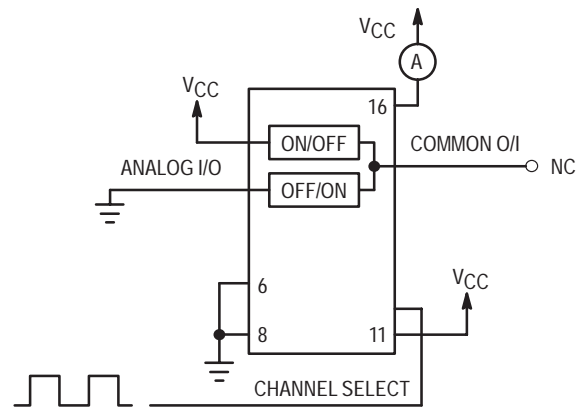 VCC
A
16
VCC
ON/OFF
COMMON O/I
ANALOG I/O
OFF/ON
NC
6
VCC
8
11
CHANNEL SELECT